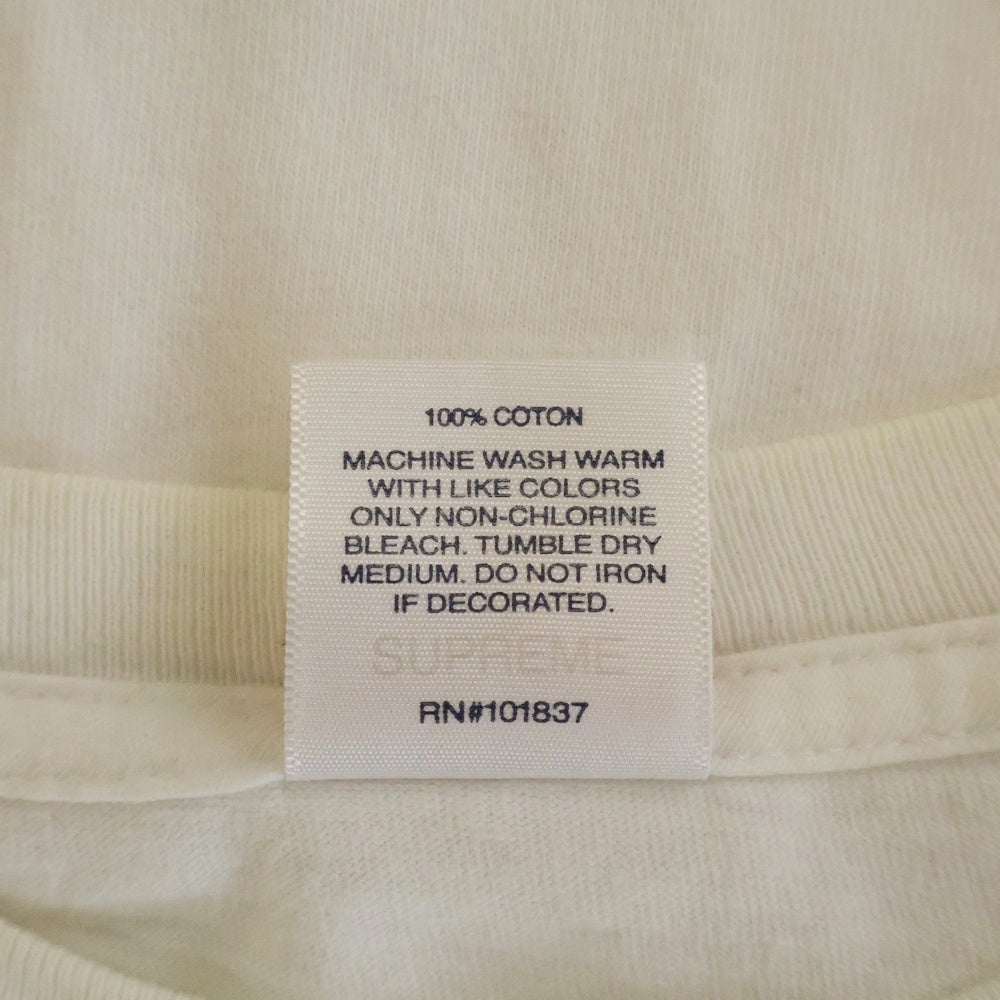 100% COTON
MACHINE WASH WARM
WITH LIKE COLORS
ONLY NON-CHLORINE
BLEACH. TUMBLE DRY
MEDIUM. DO NOT IRON
IF DECORATED.
SUPREME
RN#101837